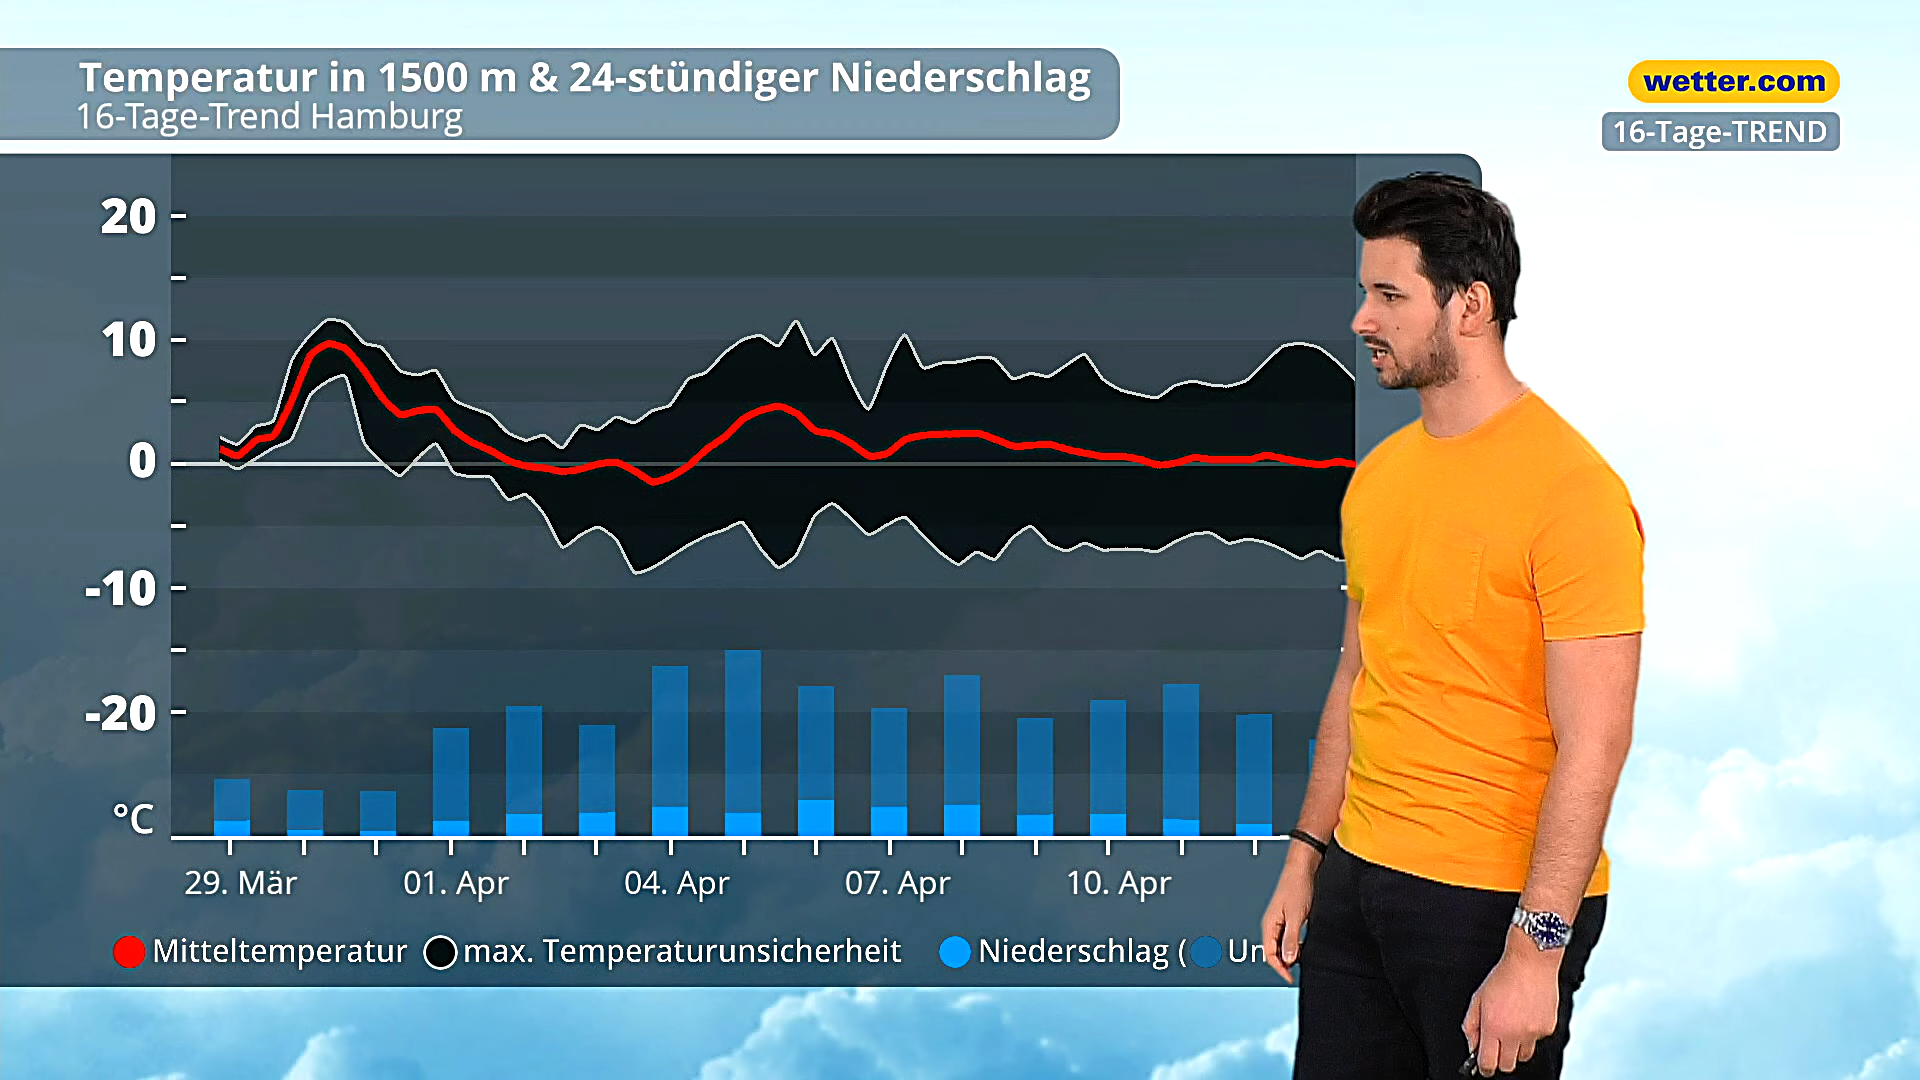 Temperatur in 1500 m & 24-stündiger Niederschlag
16-Tage-Trend Hamburg
wetter.com
16-Tage-TREND
20
10
0
-10
-20
°C
29. Mär 01. Apr 04. Apr 07. Apr 10. Apr
Mitteltemperatur max. Temperaturunsicherheit Niederschlag (